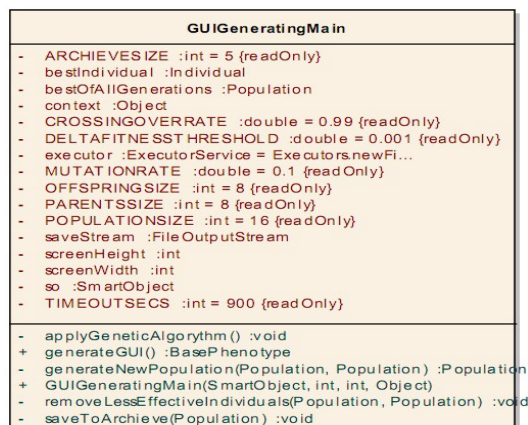 GUIGeneratingMain
- ARCHIEVESIZE :int = 5 {readOnly}
- bestIndividual :Individual
- bestOfAllGenerations :Population
- context :Object
- CROSSINGOVERRATE :double = 0.99 {readOnly}
- DELTAFITNESSTHRESHOLD :double = 0.001 {readOnly}
- executor :ExecutorService = Executors.newFi...
- MUTATIONRATE :double = 0.1 {readOnly}
- OFFSPRINGSIZE :int = 8 {readOnly}
- PARENTSSIZE :int = 8 {readOnly}
- POPULATIONSIZE :int = 16 {readOnly}
- saveStream :FileOutputStream
- screenHeight :int
- screenWidth :int
- so :SmartObject
- TIMEOUTSECS :int = 900 {readOnly}
- applyGeneticAlgorythm() :void
+ generateGUI() :BasePhenotype
- generateNewPopulation(Population, Population) :Population
+ GUIGeneratingMain(SmartObject, int, int, Object)
- removeLessEffectiveIndividuals(Population, Population) :void
- saveToArchieve(Population) :void